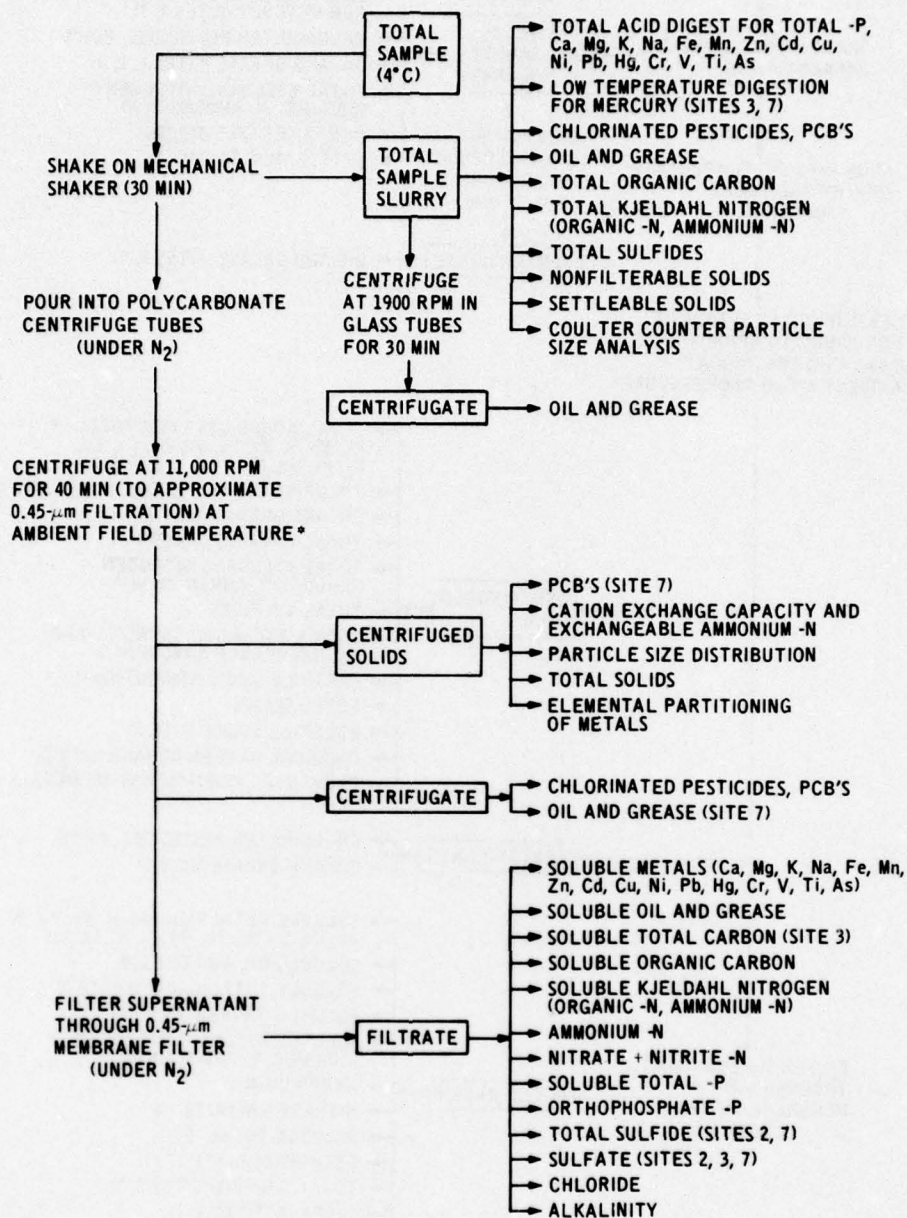 TOTAL
SAMPLE
(4°C)
TOTAL ACID DIGEST FOR TOTAL -P,
Ca, Mg, K, Na, Fe, Mn, Zn, Cd, Cu,
Ni, Pb, Hg, Cr, V, Ti, As
LOW TEMPERATURE DIGESTION
FOR MERCURY (SITES 3, 7)
CHLORINATED PESTICIDES, PCB'S
OIL AND GREASE
TOTAL ORGANIC CARBON
TOTAL KJELDAHL NITROGEN
(ORGANIC -N, AMMONIUM -N)
TOTAL SULFIDES
NONFILTERABLE SOLIDS
SETTLEABLE SOLIDS
COULTER COUNTER PARTICLE
SIZE ANALYSIS
SHAKE ON MECHANICAL
SHAKER (30 MIN)
TOTAL
SAMPLE
SLURRY
CENTRIFUGE
AT 1900 RPM IN
GLASS TUBES
FOR 30 MIN
POUR INTO POLYCARBONATE
CENTRIFUGE TUBES
(UNDER N₂)
CENTRIFUGATE
OIL AND GREASE
CENTRIFUGE AT 11,000 RPM
FOR 40 MIN (TO APPROXIMATE
0.45-μm FILTRATION) AT
AMBIENT FIELD TEMPERATURE*
CENTRIFUGED
SOLIDS
PCB'S (SITE 7)
CATION EXCHANGE CAPACITY AND
EXCHANGEABLE AMMONIUM -N
PARTICLE SIZE DISTRIBUTION
TOTAL SOLIDS
ELEMENTAL PARTITIONING
OF METALS
CENTRIFUGATE
CHLORINATED PESTICIDES, PCB'S
OIL AND GREASE (SITE 7)
FILTER SUPERNATANT
THROUGH 0.45-μm
MEMBRANE FILTER
(UNDER N₂)
FILTRATE
SOLUBLE METALS (Ca, Mg, K, Na, Fe, Mn,
Zn, Cd, Cu, Ni, Pb, Hg, Cr, V, Ti, As)
SOLUBLE OIL AND GREASE
SOLUBLE TOTAL CARBON (SITE 3)
SOLUBLE ORGANIC CARBON
SOLUBLE KJELDAHL NITROGEN
(ORGANIC -N, AMMONIUM -N)
AMMONIUM -N
NITRATE + NITRITE -N
SOLUBLE TOTAL -P
ORTHOPHOSPHATE -P
TOTAL SULFIDE (SITES 2, 7)
SULFATE (SITES 2, 3, 7)
CHLORIDE
ALKALINITY